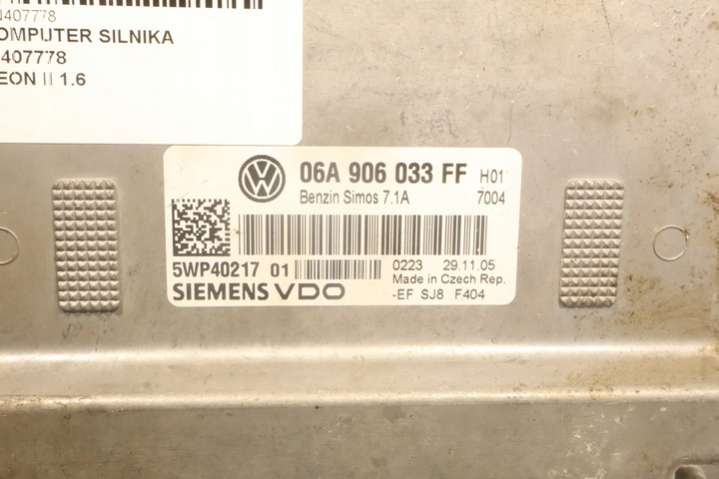 407778
OMPUTER SILNIKA
407778
EON II 1.6
06A 906 033 FF H01
Benzin Simos 7.1A 7004
5WP40217 01 0223 29.11.05
Made in Czech Rep.
SIEMENS VDO -EF SJ8 F404